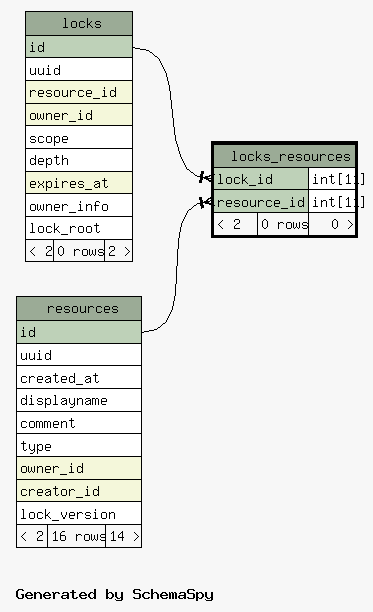 locks
id
uuid
resource_id
owner_id
scope
depth
expires_at
owner_info
lock_root
< 2 0 rows 2 >
locks_resources
lock_id int[11]
resource_id int[11]
< 2 0 rows 0 >
resources
id
uuid
created_at
displayname
comment
type
owner_id
creator_id
lock_version
< 2 16 rows 14 >
Generated by SchemaSpy